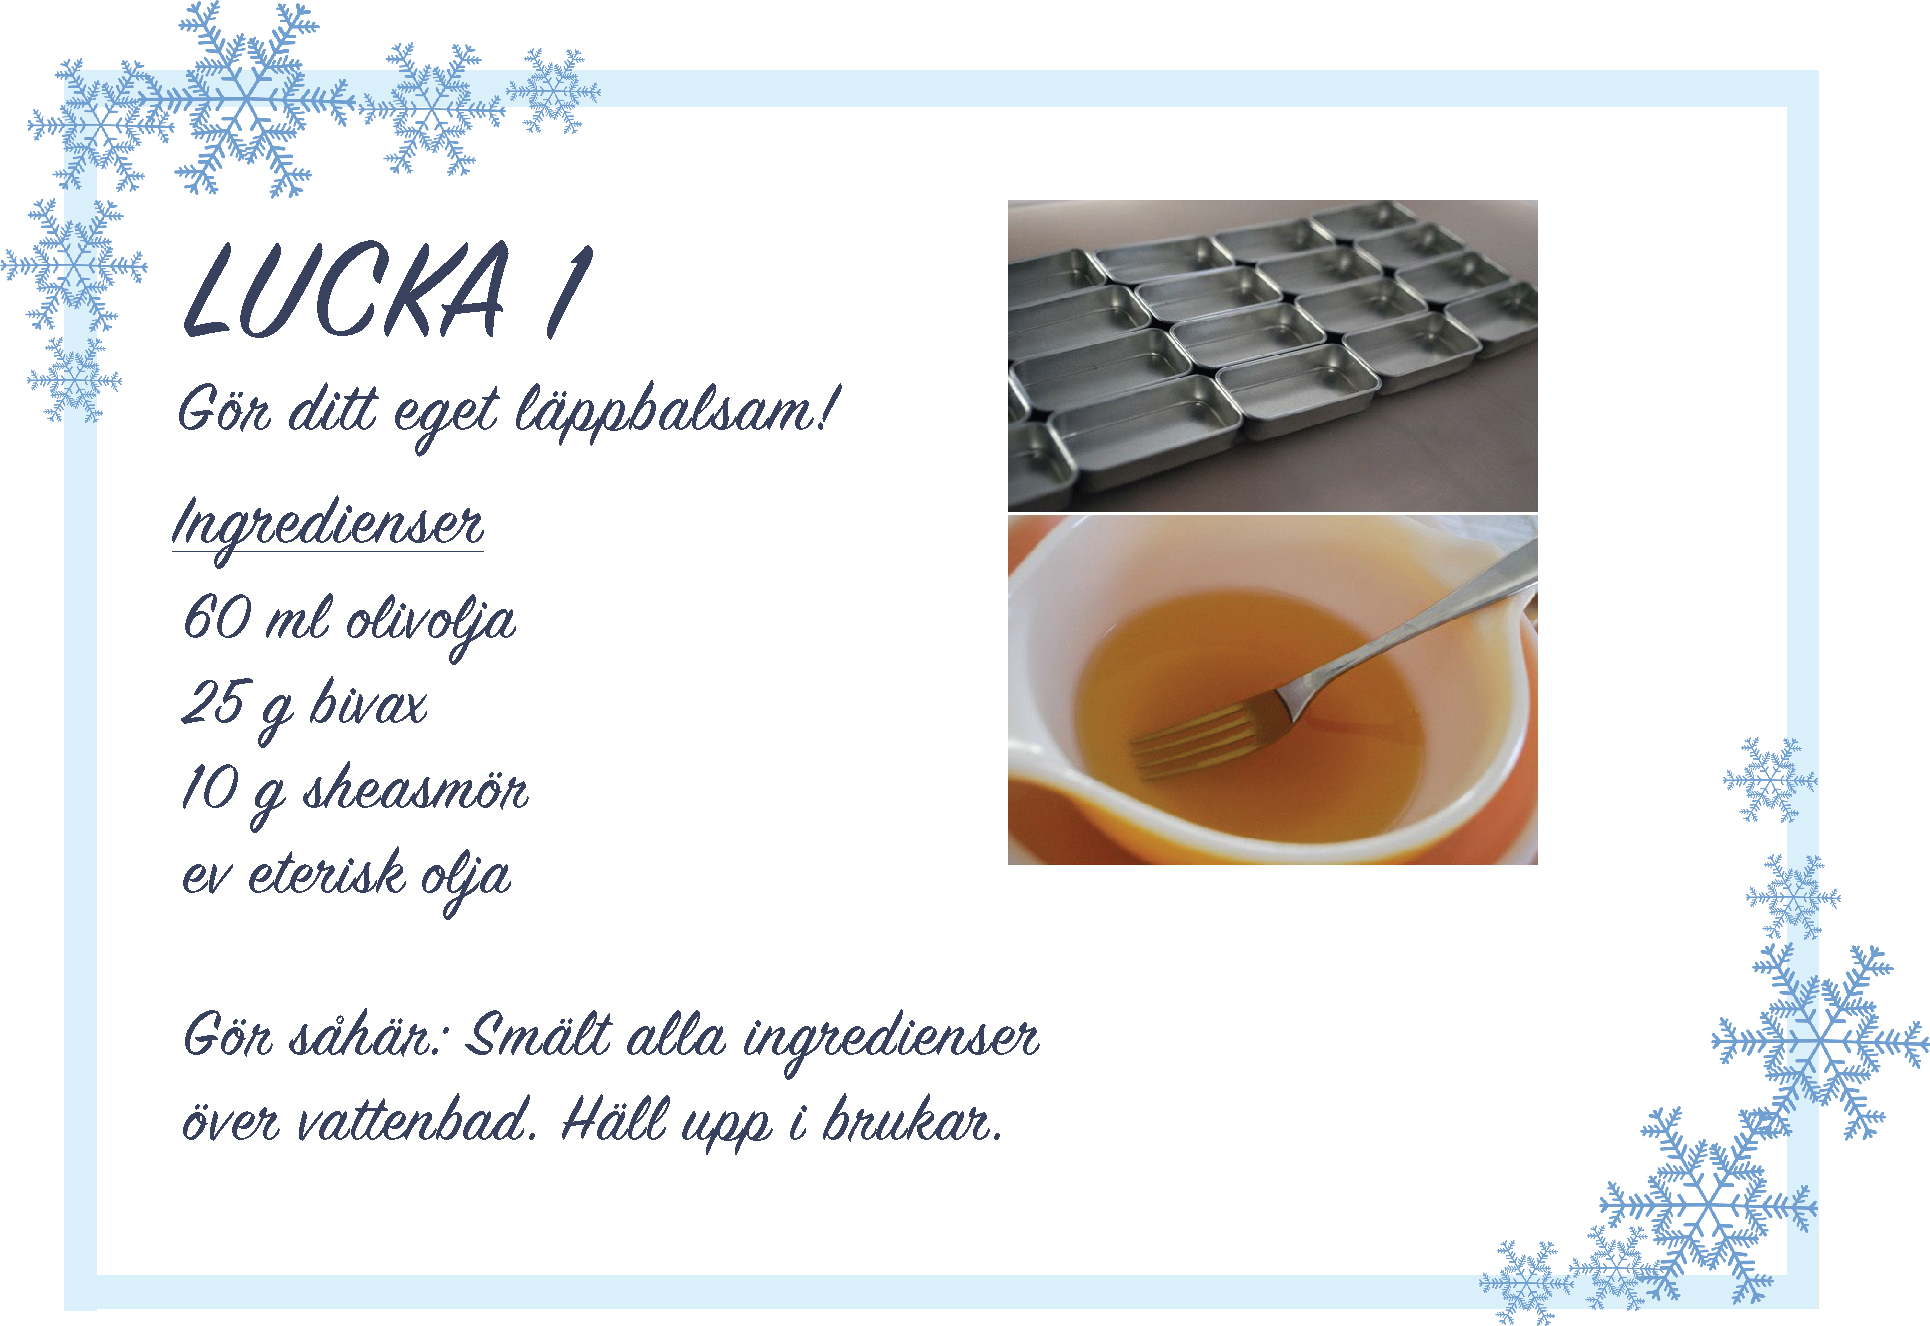 LUCKA 1
Gör ditt eget läppbalsam!
Ingredienser
60 ml olivolja
25 g bivax
10 g sheasmör
ev eterisk olja
Gör såhär: Smält alla ingredienser
över vattenbad. Häll upp i brukar.